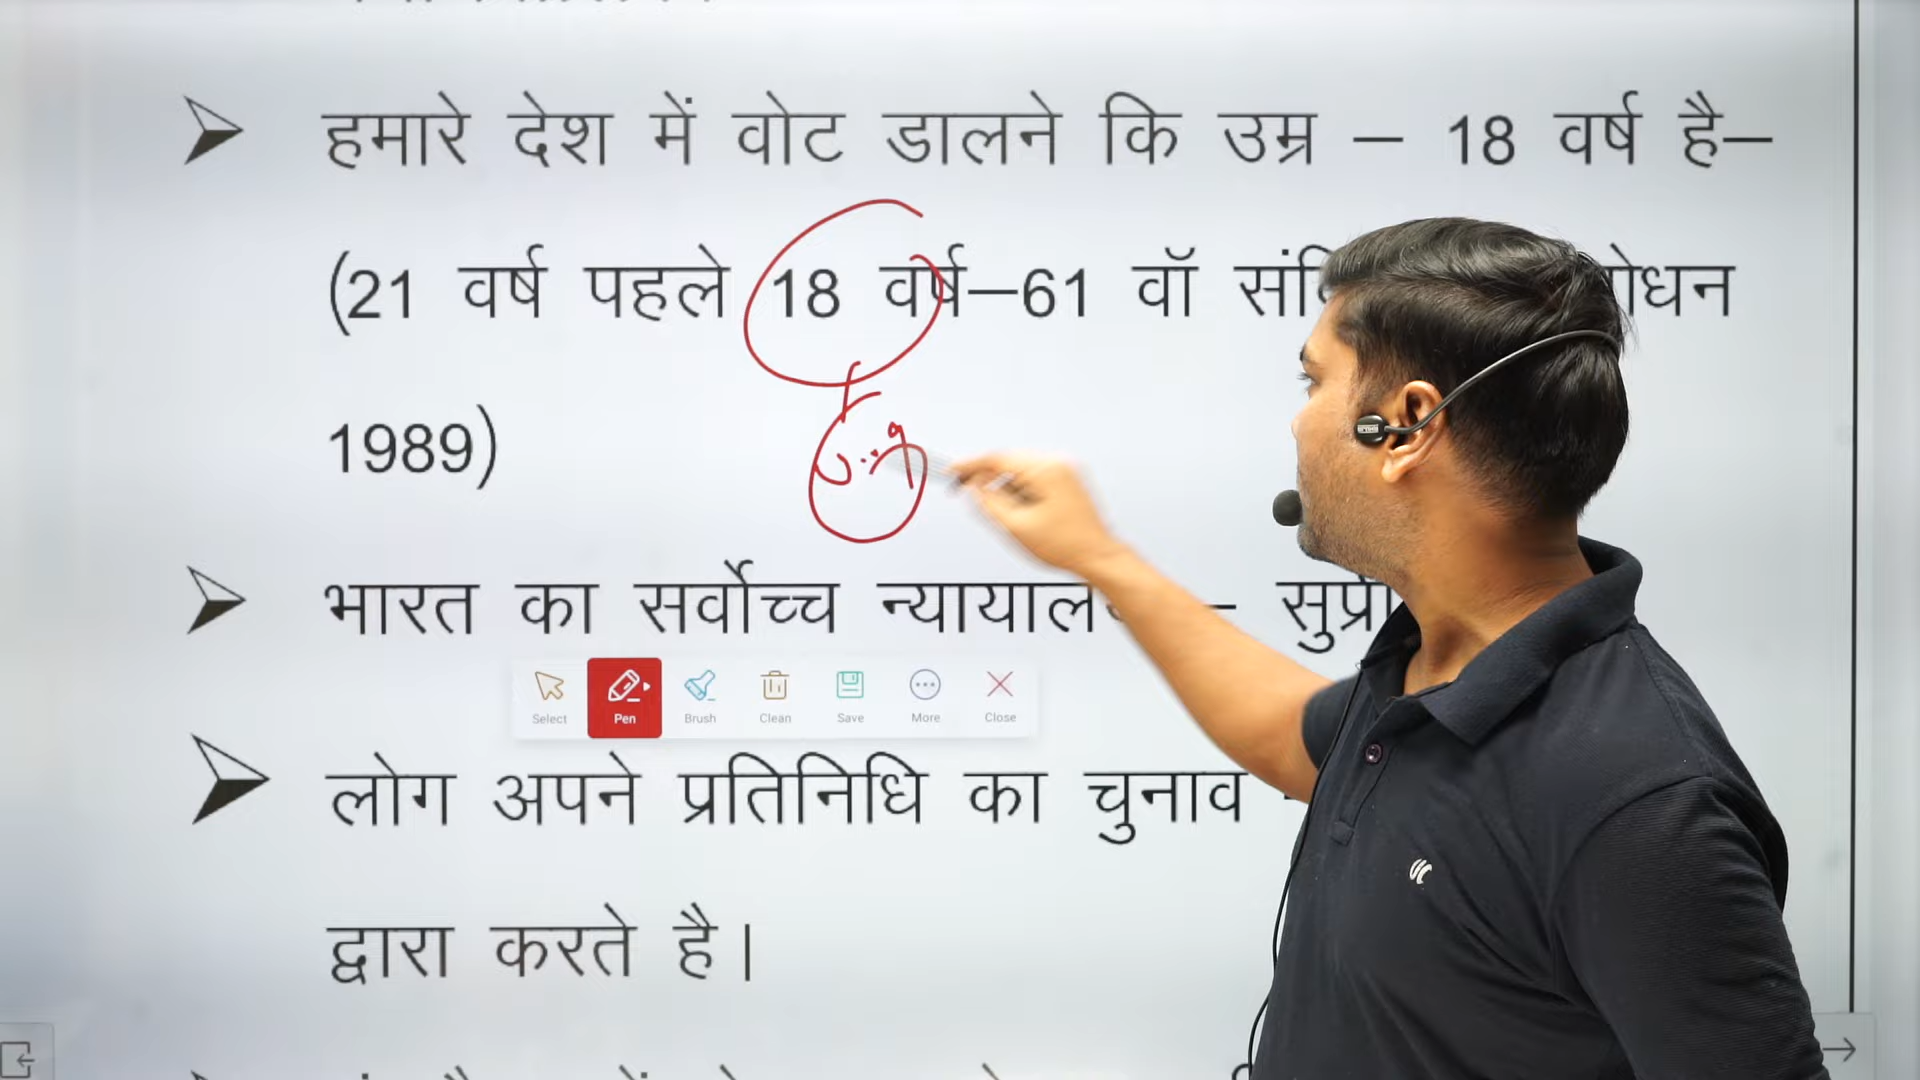 हमारे देश में वोट डालने कि उम्र – 18 वर्ष है–
(21 वर्ष पहले 18 वर्ष–61 वॉ
1989)
भारत का सर्वोच्च
लोग अपने प्रतिनिधि का चुनाव
द्वारा करते है।
Select Pen Brush Clean Save More Close